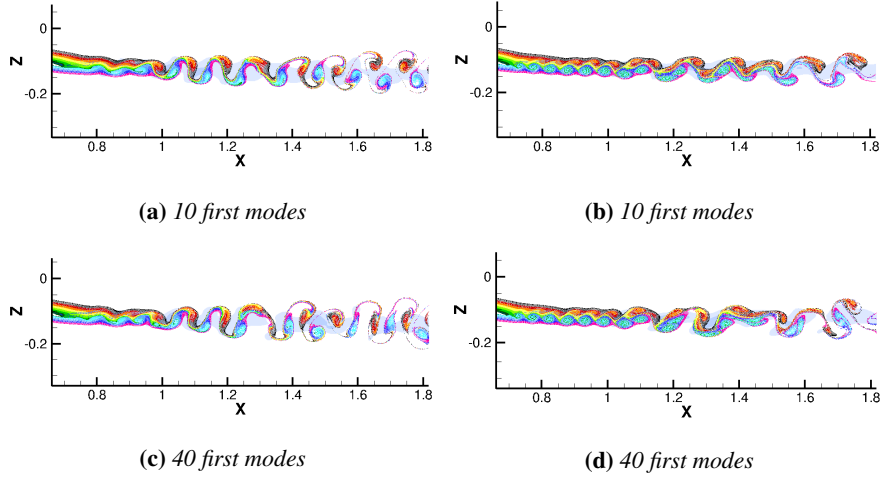 0
-0.2
Z
0.8 1 1.2 1.4 1.6 1.8
X
(a) 10 first modes
0
-0.2
Z
0.8 1 1.2 1.4 1.6 1.8
X
(b) 10 first modes
0
-0.2
Z
0.8 1 1.2 1.4 1.6 1.8
X
(c) 40 first modes
0
-0.2
Z
0.8 1 1.2 1.4 1.6 1.8
X
(d) 40 first modes